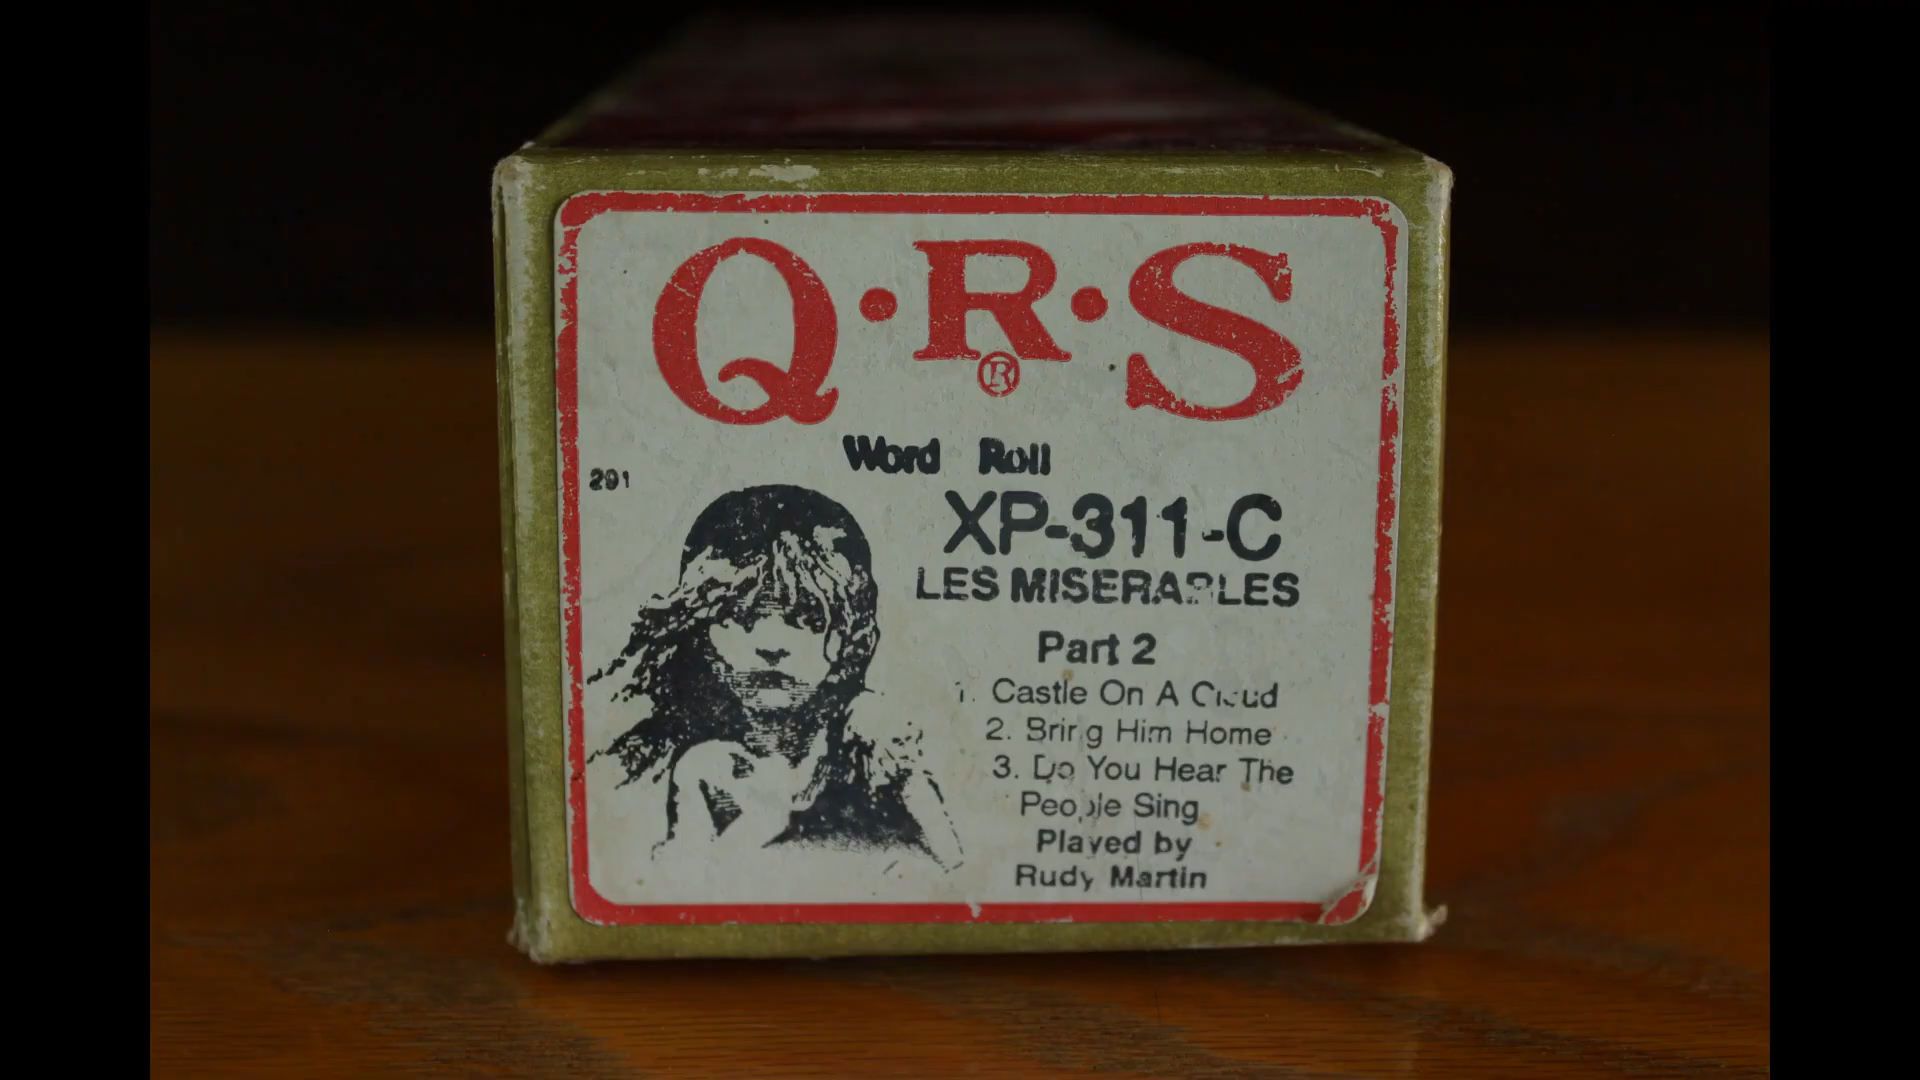 Q·R·S
®
Word Roll
291
XP-311-C
LES MISERABLES
Part 2
1. Castle On A Cloud
2. Bring Him Home
3. Do You Hear The
People Sing
Played by
Rudy Martin